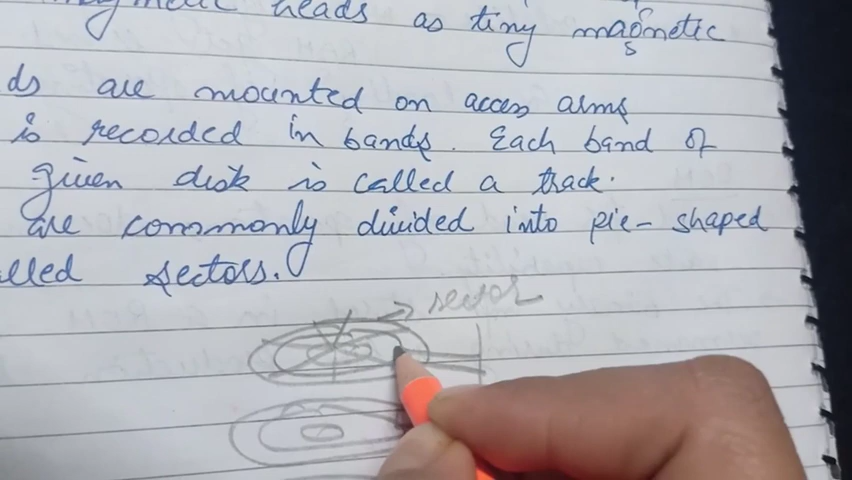 heads as tiny magnetic
ds are mounted on access arms
is recorded in bands. Each band of
given disk is called a track.
are commonly divided into pie-shaped
lled sectors.
sector